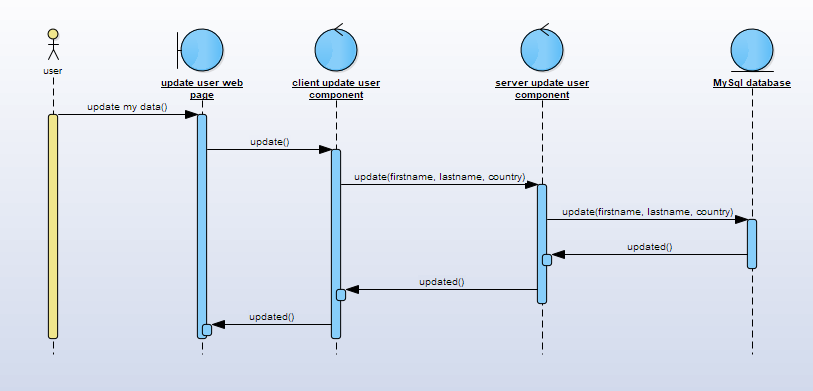 user
update user web
page
client update user
component
server update user
component
MySql database
update my data()
update()
update(firstname, lastname, country)
update(firstname, lastname, country)
updated()
updated()
updated()